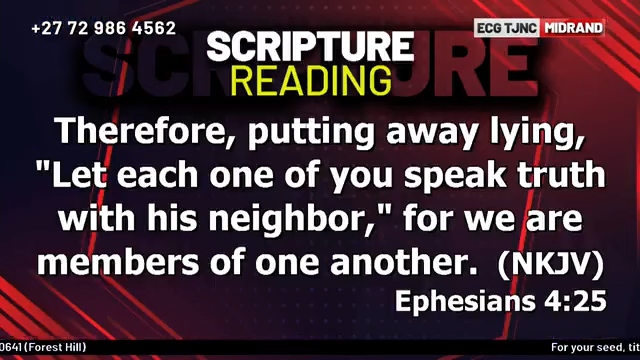 +27 72 986 4562
ECG TJNC MIDRAND
SCRIPTURE
READING
Therefore, putting away lying,
"Let each one of you speak truth
with his neighbor," for we are
members of one another. (NKJV)
Ephesians 4:25
0641 (Forest Hill)
For your seed, tit